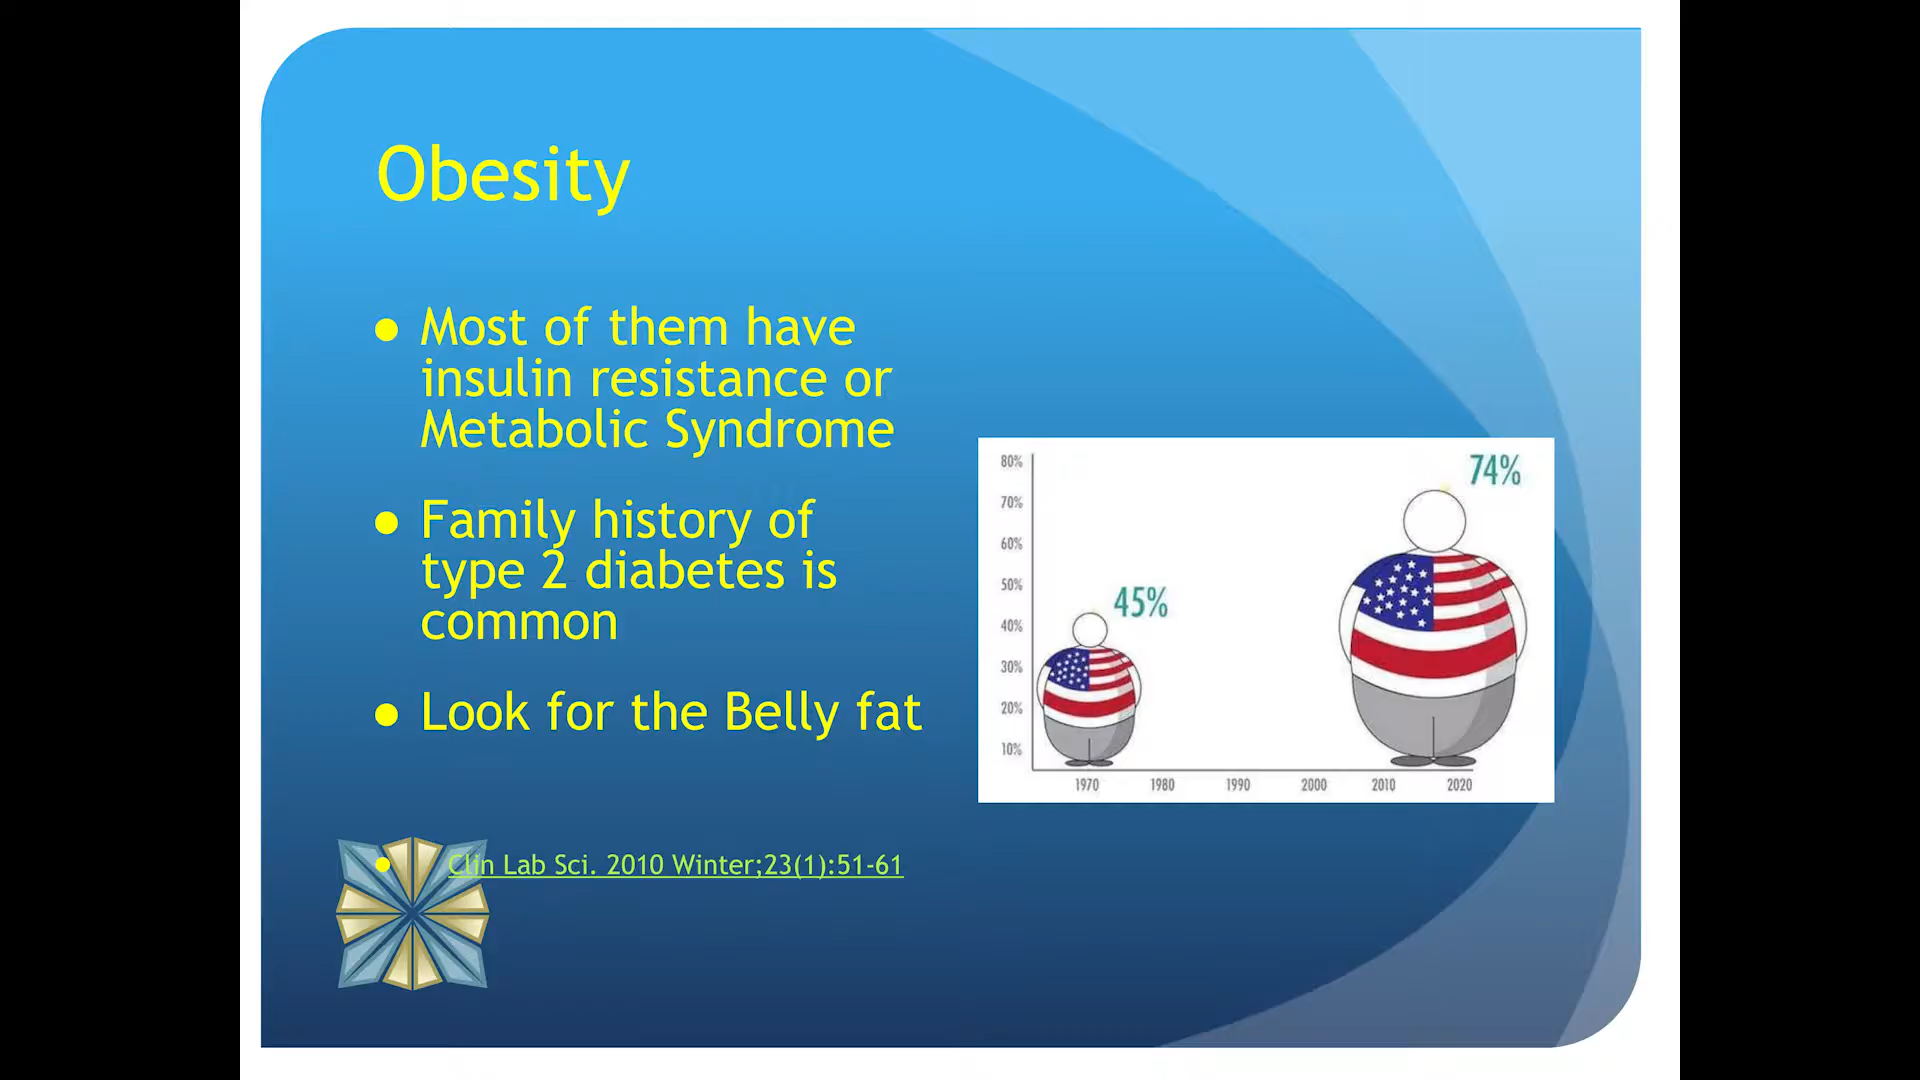 Obesity
● Most of them have
insulin resistance or
Metabolic Syndrome
● Family history of
type 2 diabetes is
common
● Look for the Belly fat
● Clin Lab Sci. 2010 Winter;23(1):51-61
80%
70%
60%
50%
40%
30%
20%
10%
45%
74%
1970 1980 1990 2000 2010 2020